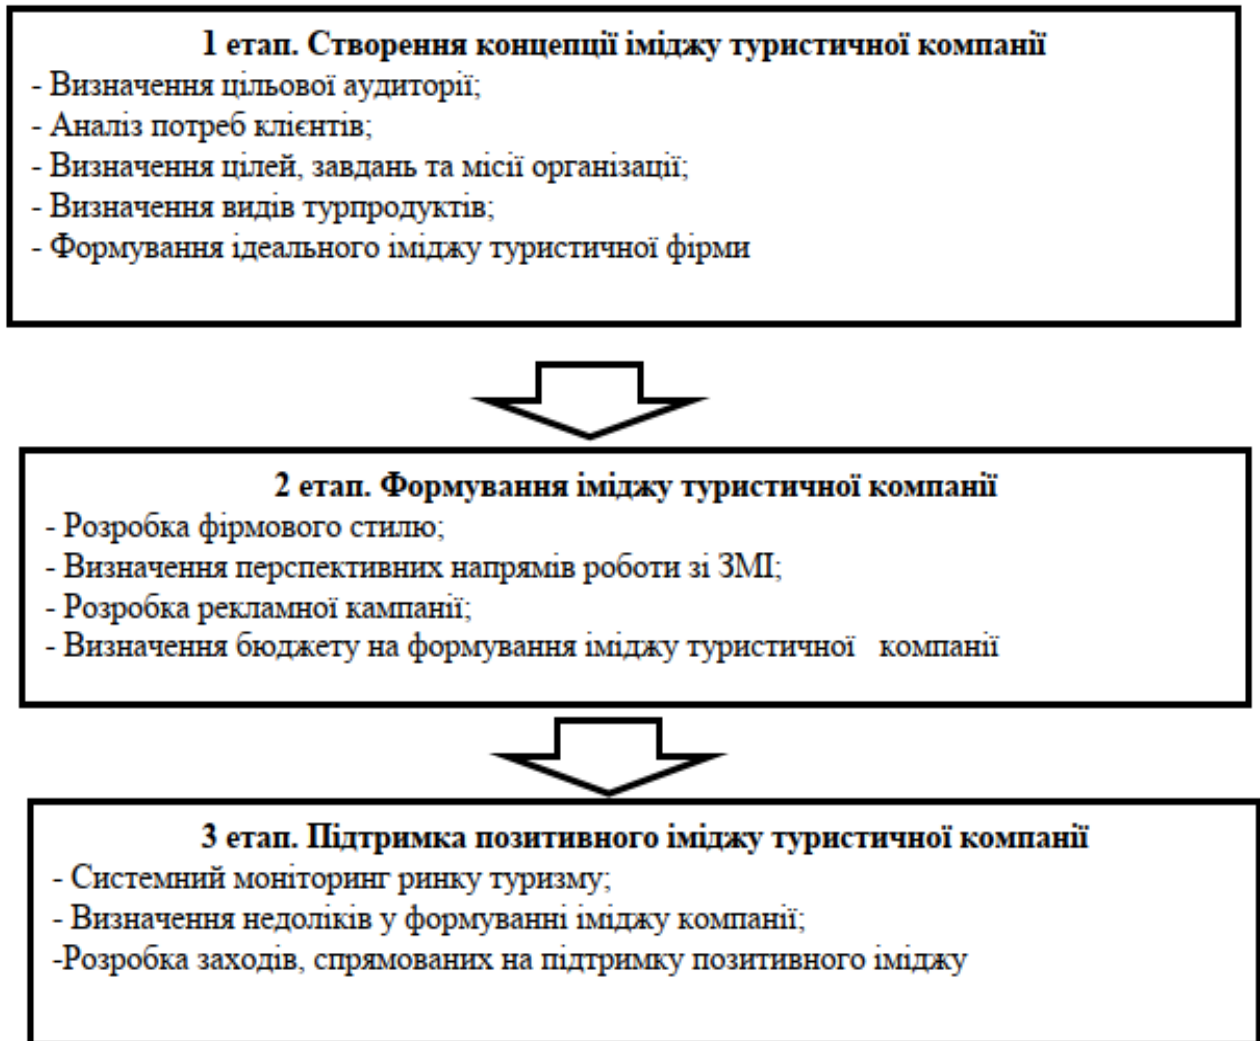 1 етап. Створення концепції іміджу туристичної компанії
- Визначення цільової аудиторії;
- Аналіз потреб клієнтів;
- Визначення цілей, завдань та місії організації;
- Визначення видів турпродуктів;
- Формування ідеального іміджу туристичної фірми
2 етап. Формування іміджу туристичної компанії
- Розробка фірмового стилю;
- Визначення перспективних напрямів роботи зі ЗМІ;
- Розробка рекламної кампанії;
- Визначення бюджету на формування іміджу туристичної компанії
3 етап. Підтримка позитивного іміджу туристичної компанії
- Системний моніторинг ринку туризму;
- Визначення недоліків у формуванні іміджу компанії;
-Розробка заходів, спрямованих на підтримку позитивного іміджу